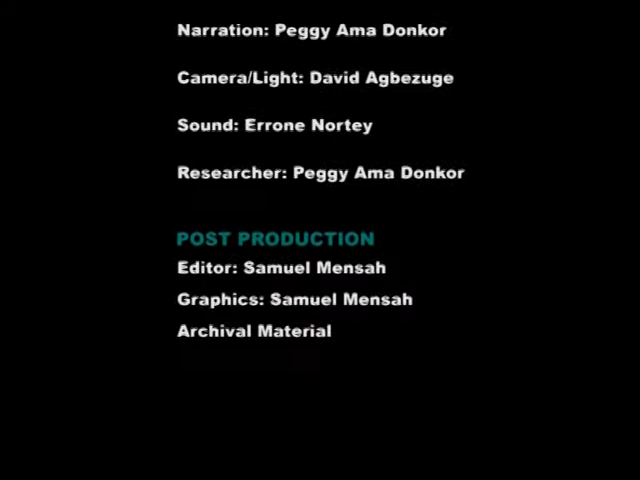 Narration: Peggy Ama Donkor
Camera/Light: David Agbezuge
Sound: Errone Nortey
Researcher: Peggy Ama Donkor
POST PRODUCTION
Editor: Samuel Mensah
Graphics: Samuel Mensah
Archival Material